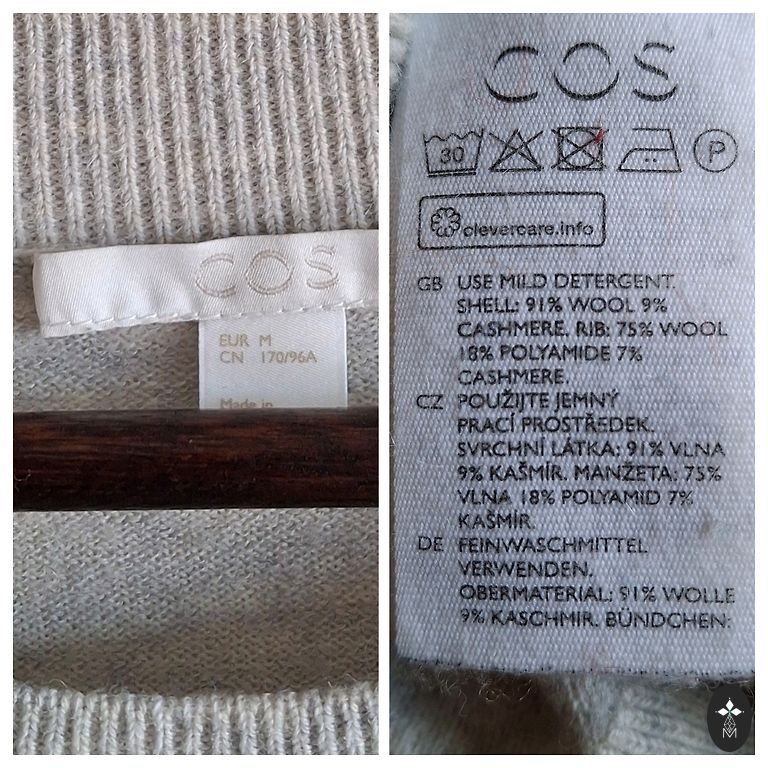 COS
EUR M
CN 170/96A
Made in
COS
30
P
clevercare.info
GB USE MILD DETERGENT.
SHELL: 91% WOOL 9%
CASHMERE. RIB: 75% WOOL
18% POLYAMIDE 7%
CASHMERE.
CZ POUŽIJTE JEMNÝ
PRACÍ PROSTŘEDEK.
SVRCHNÍ LÁTKA: 91% VLNA
9% KAŠMÍR. MANŽETA: 75%
VLNA 18% POLYAMID 7%
KAŠMÍR.
DE FEINWASCHMITTEL
VERWENDEN.
OBERMATERIAL: 91% WOLLE
9% KASCHMIR. BÜNDCHEN:
M